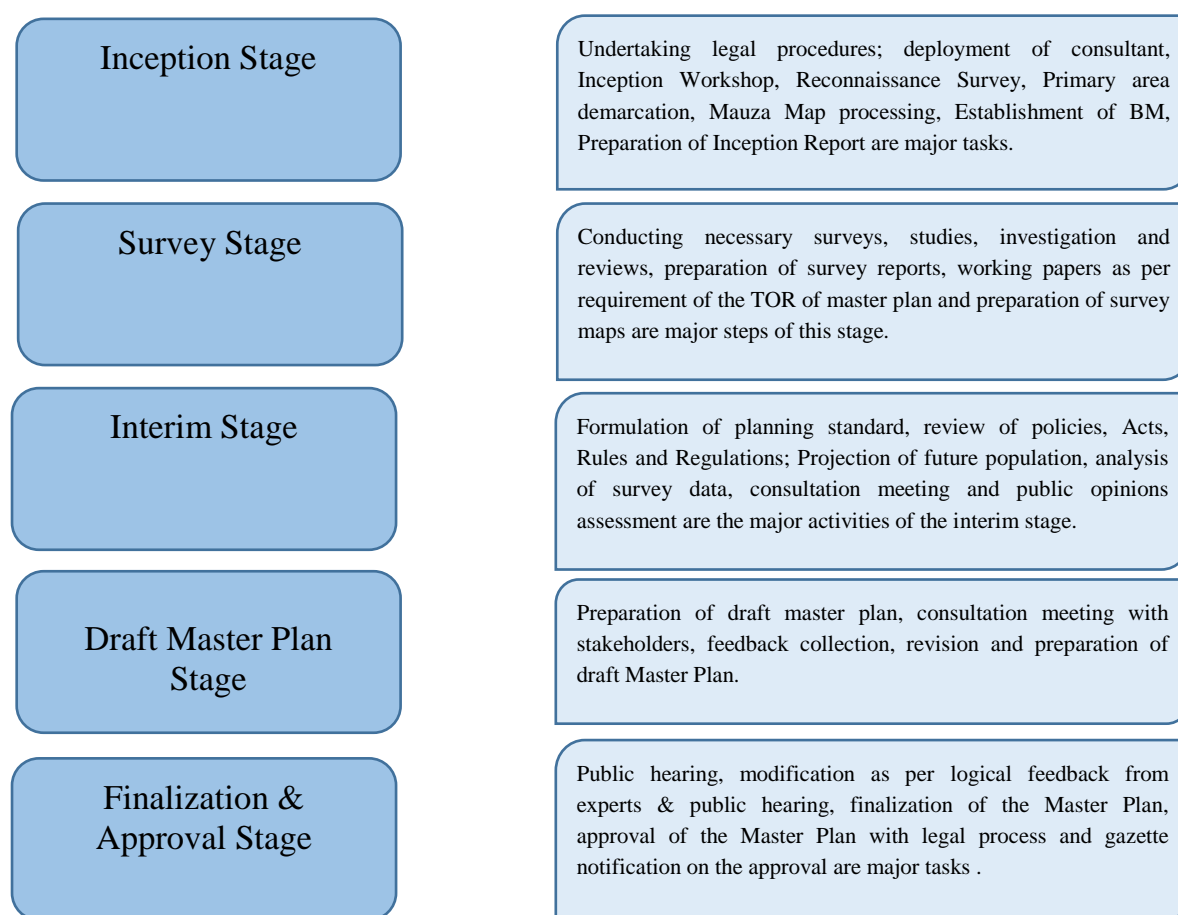 Inception Stage
Undertaking legal procedures; deployment of consultant,
Inception Workshop, Reconnaissance Survey, Primary area
demarcation, Mauza Map processing, Establishment of BM,
Preparation of Inception Report are major tasks.
Survey Stage
Conducting necessary surveys, studies, investigation and
reviews, preparation of survey reports, working papers as per
requirement of the TOR of master plan and preparation of survey
maps are major steps of this stage.
Interim Stage
Formulation of planning standard, review of policies, Acts,
Rules and Regulations; Projection of future population, analysis
of survey data, consultation meeting and public opinions
assessment are the major activities of the interim stage.
Draft Master Plan
Stage
Preparation of draft master plan, consultation meeting with
stakeholders, feedback collection, revision and preparation of
draft Master Plan.
Finalization &
Approval Stage
Public hearing, modification as per logical feedback from
experts & public hearing, finalization of the Master Plan,
approval of the Master Plan with legal process and gazette
notification on the approval are major tasks .